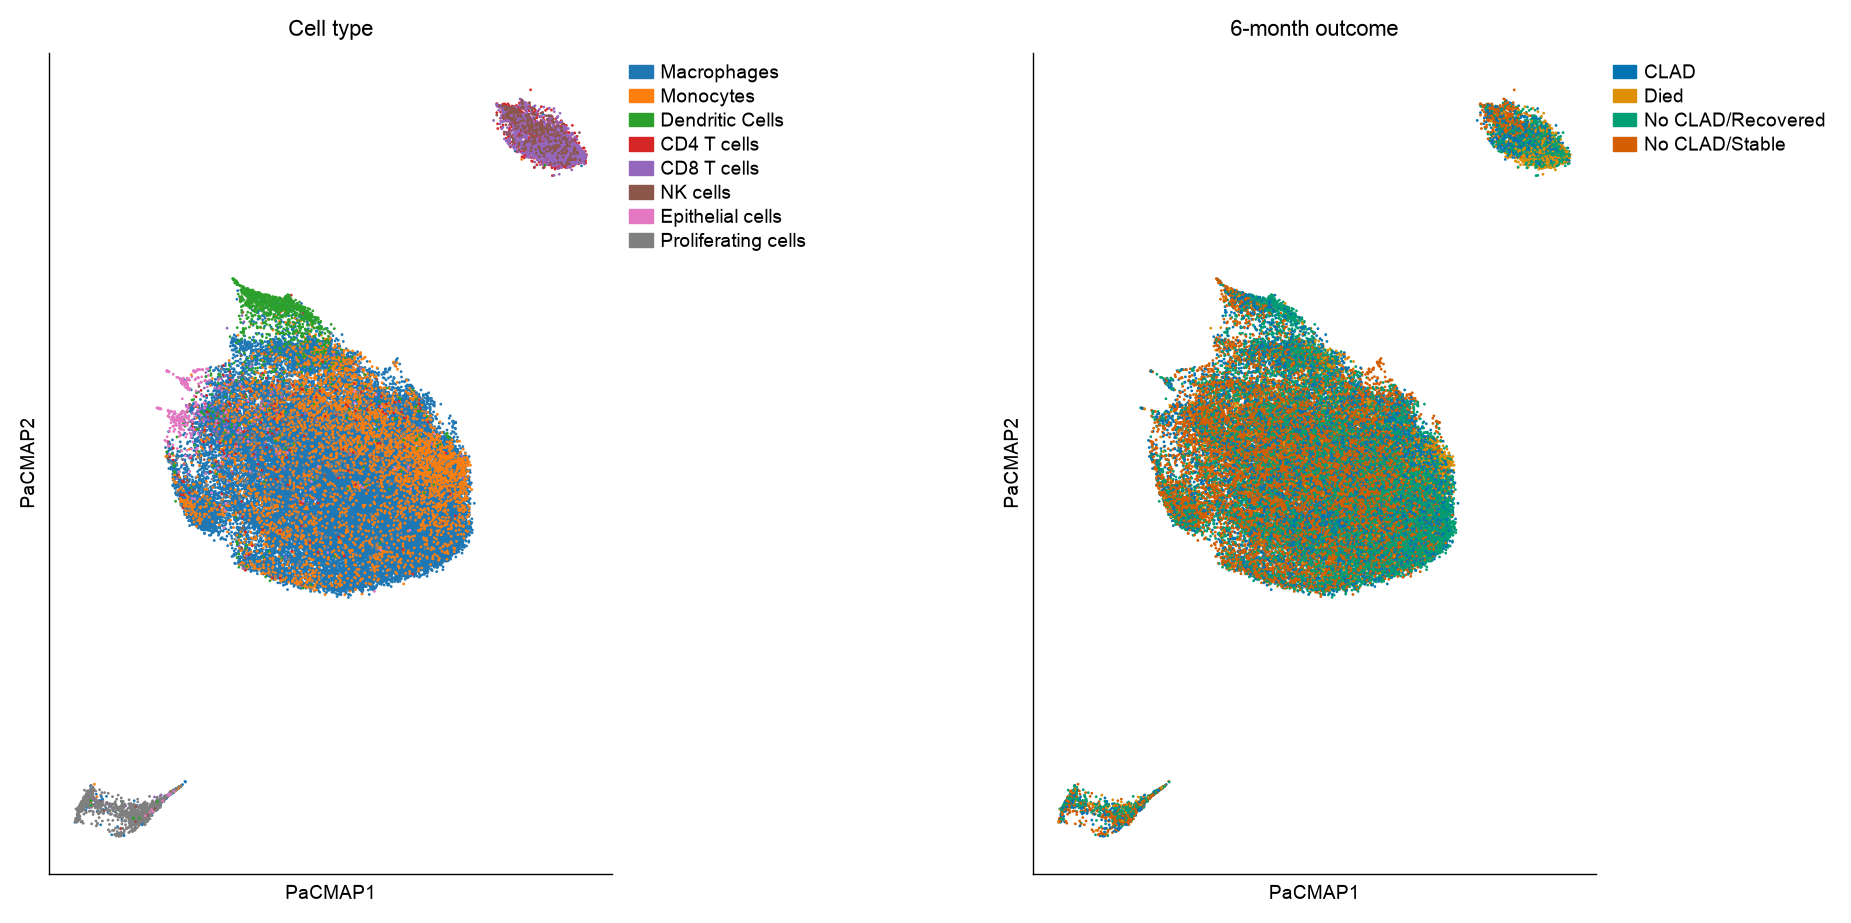 Cell type
Macrophages
Monocytes
Dendritic Cells
CD4 T cells
CD8 T cells
NK cells
Epithelial cells
Proliferating cells
PaCMAP2
PaCMAP1
6-month outcome
CLAD
Died
No CLAD/Recovered
No CLAD/Stable
PaCMAP2
PaCMAP1